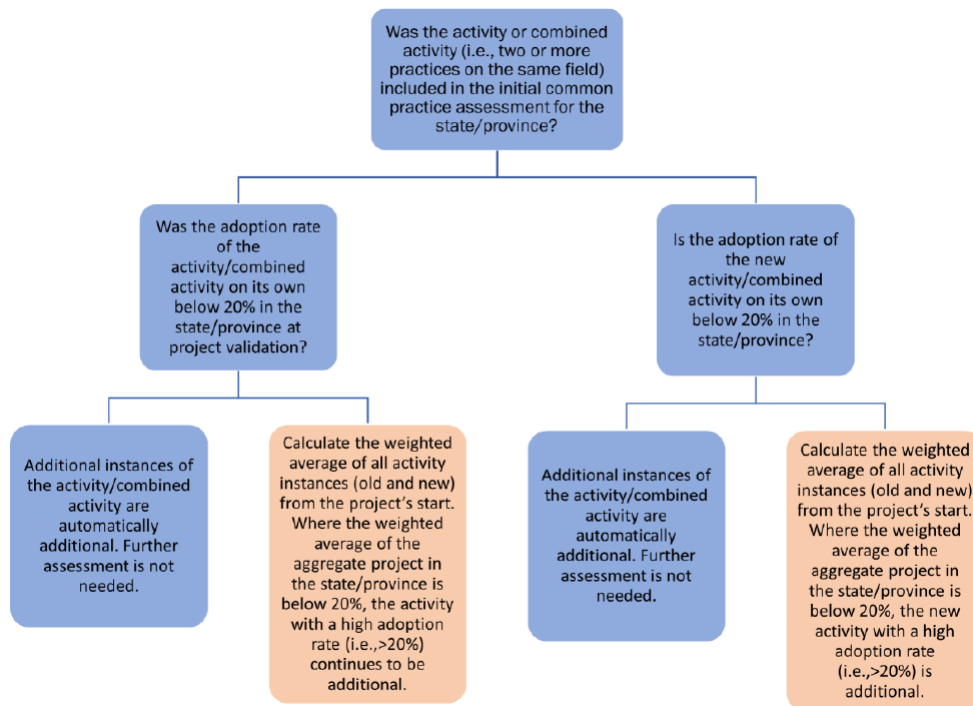 Was the activity or combined
activity (i.e., two or more
practices on the same field)
included in the initial common
practice assessment for the
state/province?
Was the adoption rate
of the
activity/combined
activity on its own
below 20% in the
state/province at
project validation?
Is the adoption rate of
the new
activity/combined
activity on its own
below 20% in the
state/province?
Additional instances of
the activity/combined
activity are
automatically
additional. Further
assessment is not
needed.
Calculate the weighted
average of all activity
instances (old and new)
from the project's start.
Where the weighted
average of the
aggregate project in
the state/province is
below 20%, the activity
with a high adoption
rate (i.e.,>20%)
continues to be
additional.
Additional instances of
the activity/combined
activity are
automatically
additional. Further
assessment is not
needed.
Calculate the weighted
average of all activity
instances (old and new)
from the project's start.
Where the weighted
average of the
aggregate project in
the state/province is
below 20%, the new
activity with a high
adoption rate
(i.e.,>20%) is
additional.